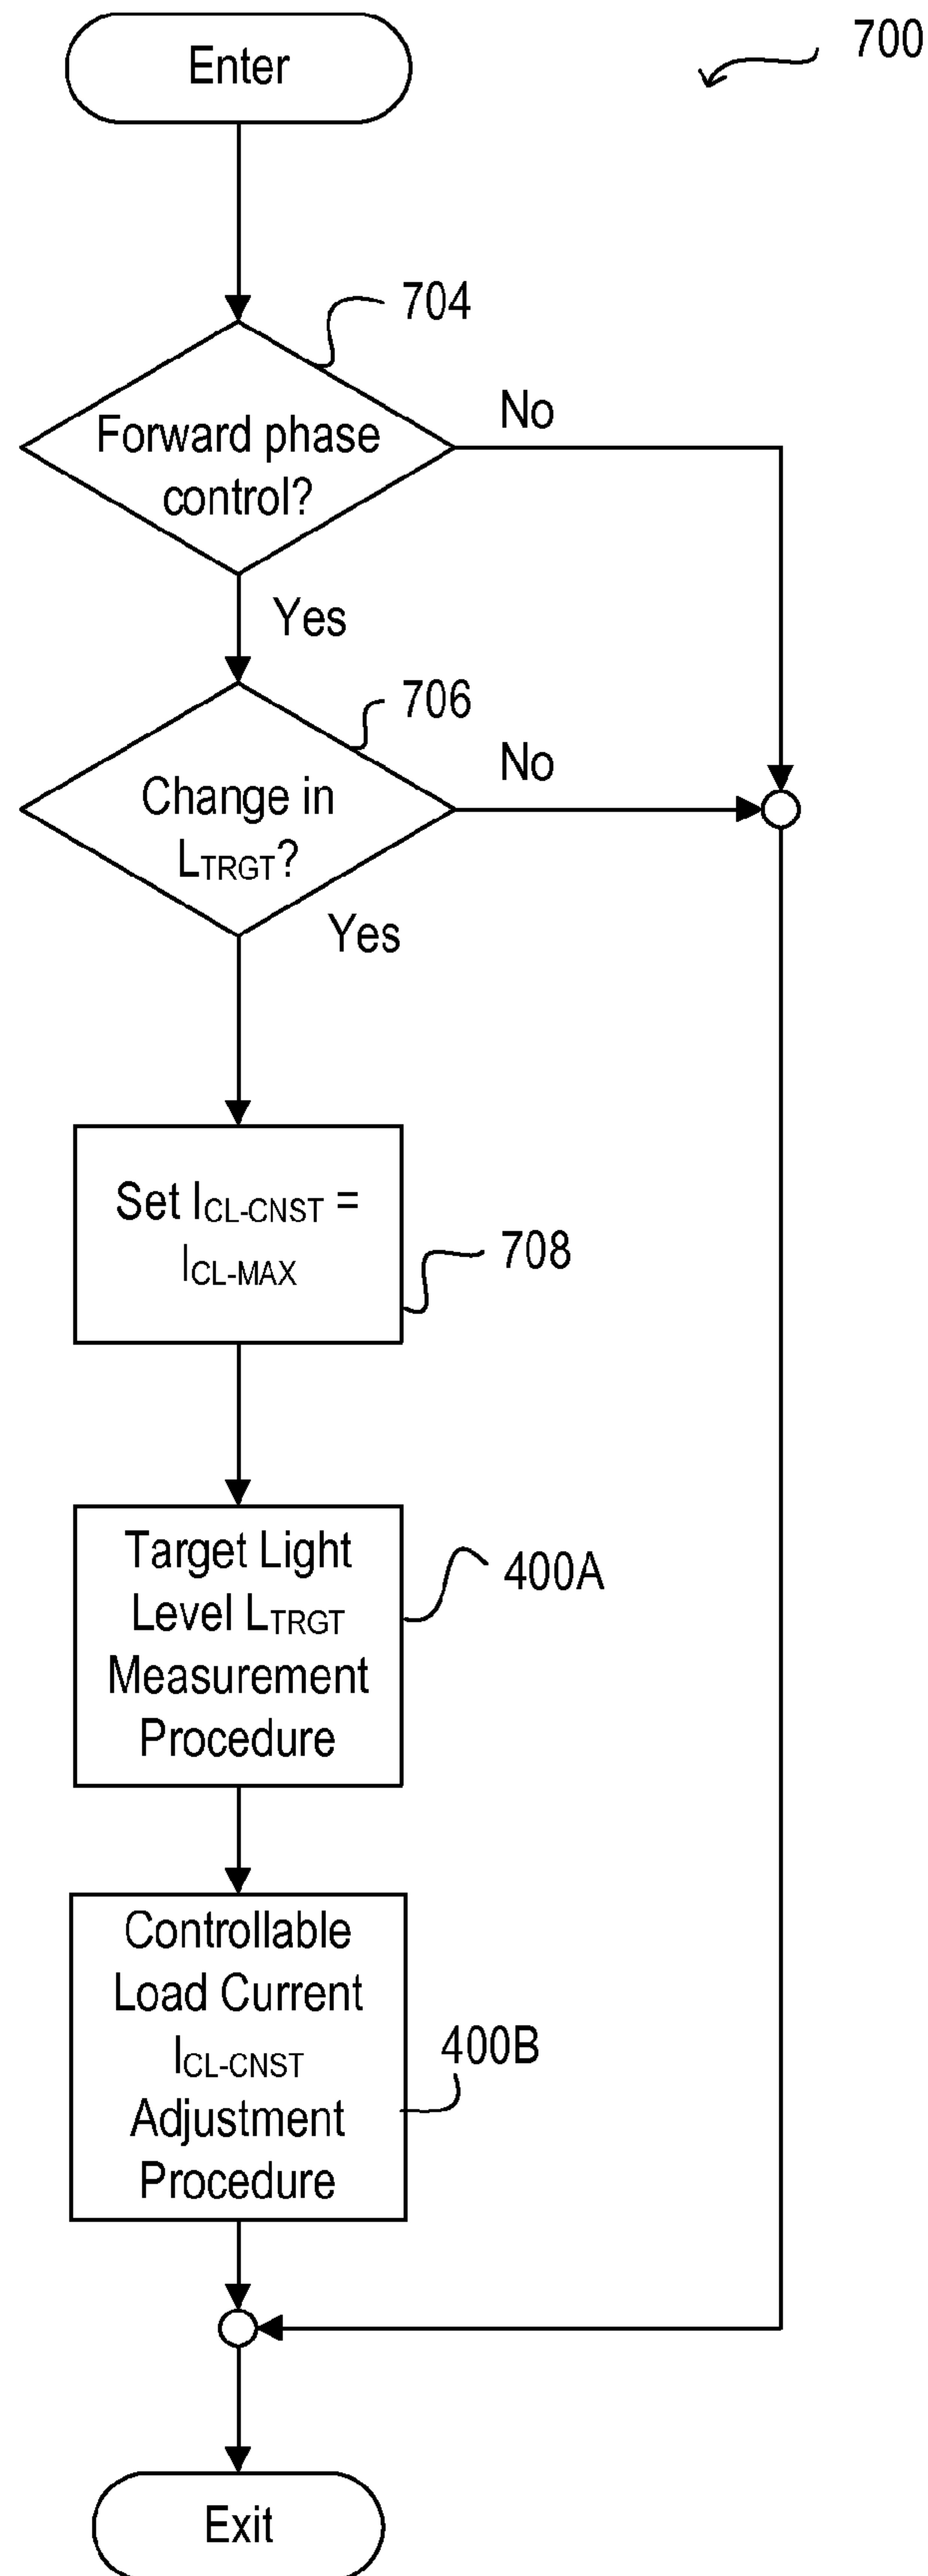 Enter
700
704
Forward phase
control?
No
Yes
706
Change in
LTRGT?
No
Yes
Set ICL-CNST =
ICL-MAX
708
Target Light
Level LTRGT
Measurement
Procedure
400A
Controllable
Load Current
ICL-CNST
Adjustment
Procedure
400B
Exit